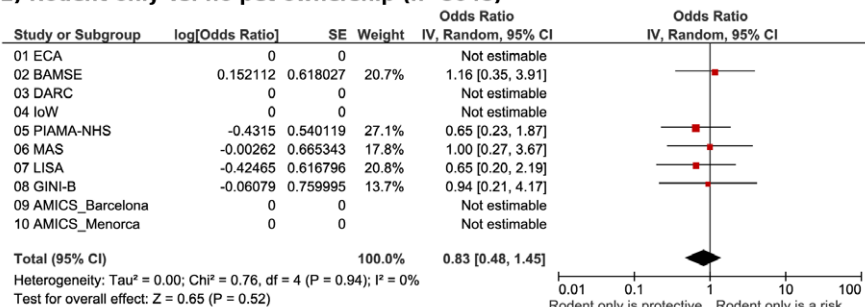 Odds Ratio Odds Ratio
Study or Subgroup log[Odds Ratio] SE Weight IV, Random, 95% CI IV, Random, 95% CI
01 ECA 0 0 Not estimable
02 BAMSE 0.152112 0.618027 20.7% 1.16 [0.35, 3.91]
03 DARC 0 0 Not estimable
04 IoW 0 0 Not estimable
05 PIAMA-NHS -0.4315 0.540119 27.1% 0.65 [0.23, 1.87]
06 MAS -0.00262 0.665343 17.8% 1.00 [0.27, 3.67]
07 LISA -0.42465 0.616796 20.8% 0.65 [0.20, 2.19]
08 GINI-B -0.06079 0.759995 13.7% 0.94 [0.21, 4.17]
09 AMICS_Barcelona 0 0 Not estimable
10 AMICS_Menorca 0 0 Not estimable
Total (95% CI) 100.0% 0.83 [0.48, 1.45]
Heterogeneity: Tau² = 0.00; Chi² = 0.76, df = 4 (P = 0.94); I² = 0%
Test for overall effect: Z = 0.65 (P = 0.52)
0.01 0.1 1 10 100
Rodent only is protective Rodent only is a risk